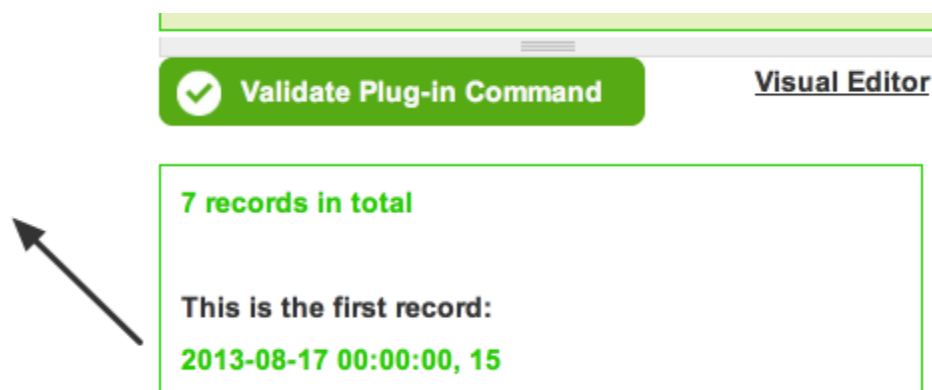 Validate Plug-in Command
Visual Editor
7 records in total
This is the first record:
2013-08-17 00:00:00, 15